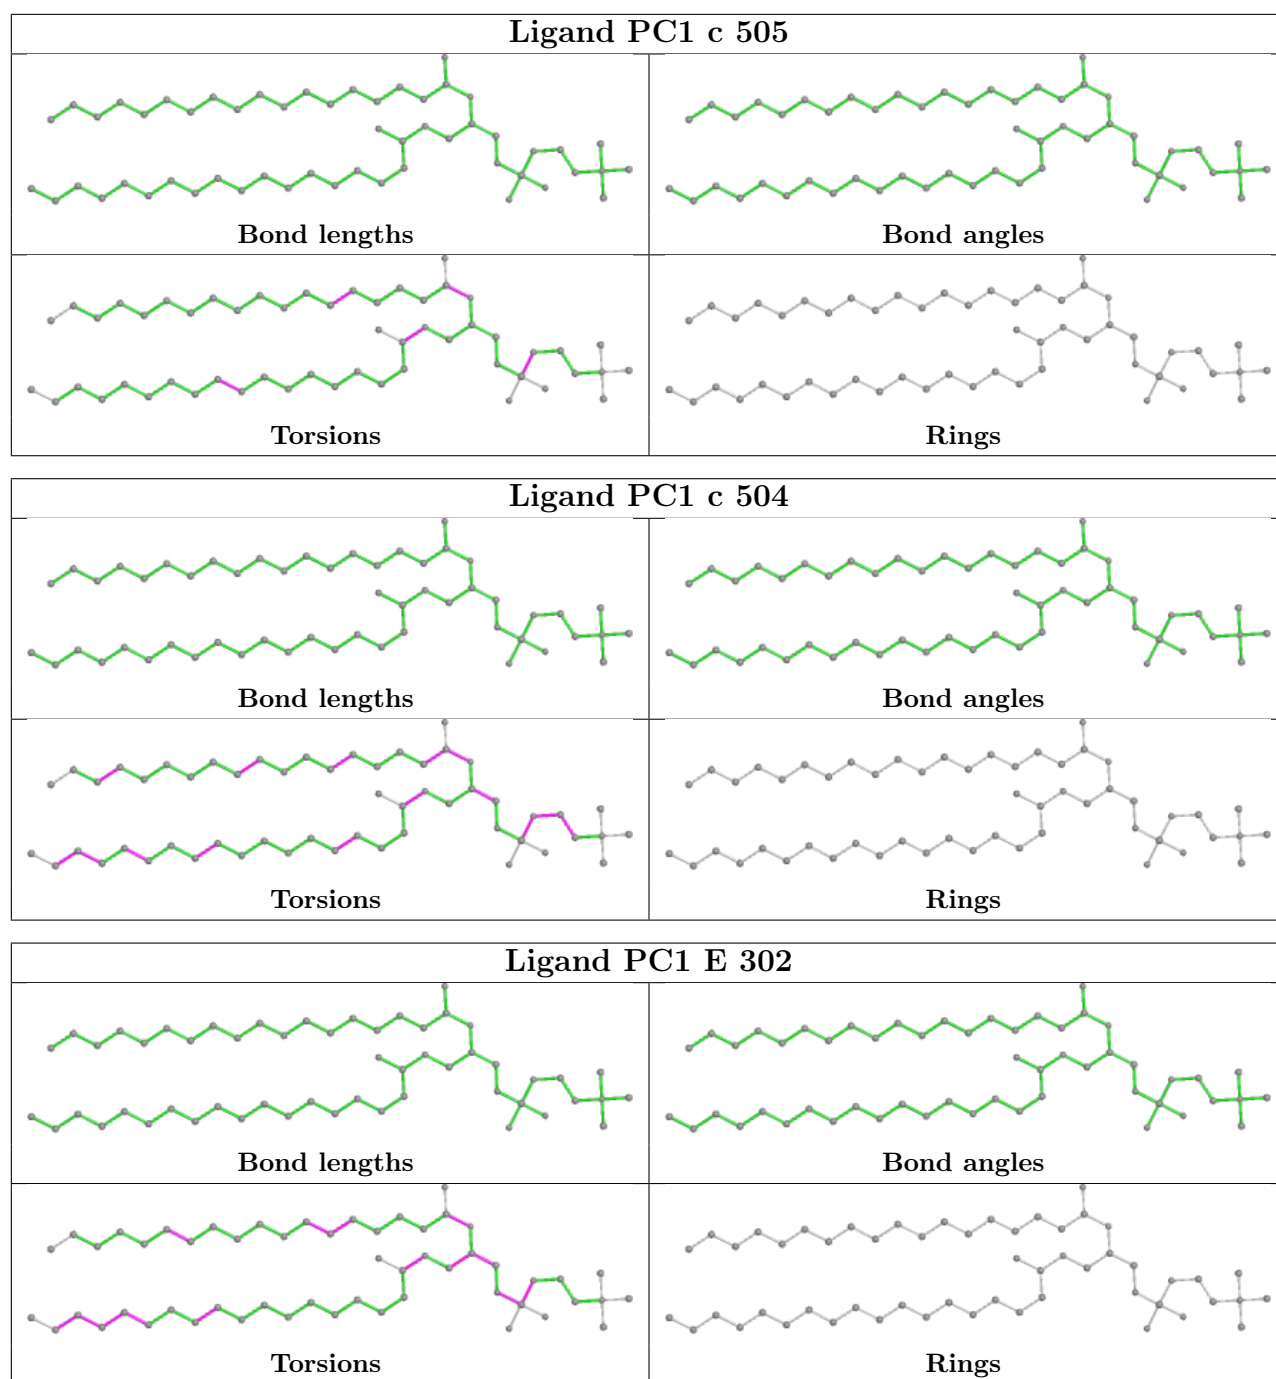 Ligand PC1 c 505
Bond lengths
Bond angles
Torsions
Rings
Ligand PC1 c 504
Bond lengths
Bond angles
Torsions
Rings
Ligand PC1 E 302
Bond lengths
Bond angles
Torsions
Rings